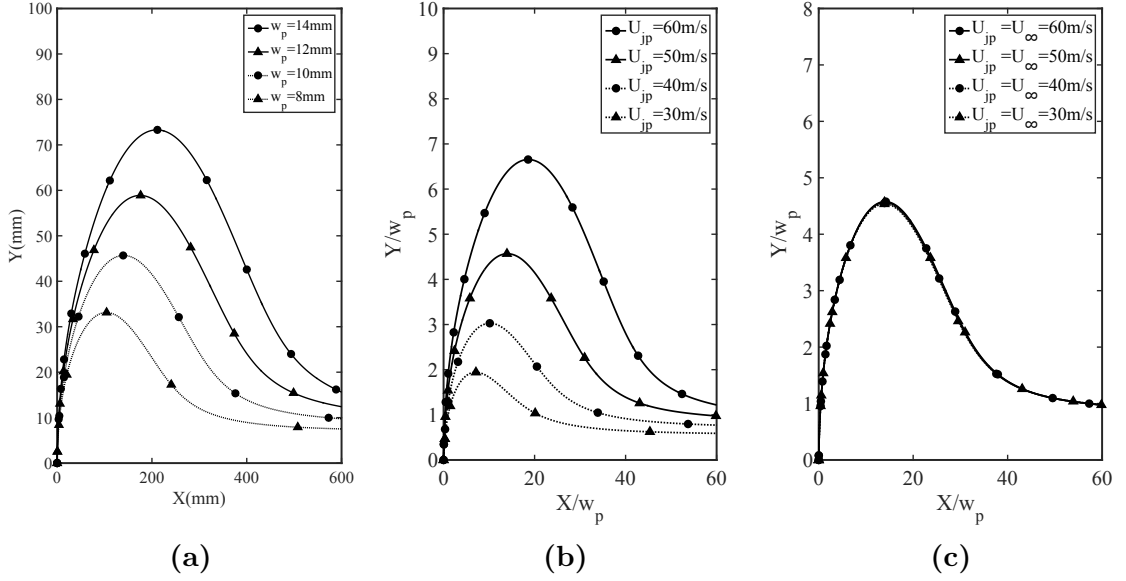 100
90
80
70
60
50
40
30
20
10
0
Y(mm)
0 200 400 600
X(mm)
w_p=14mm
w_p=12mm
w_p=10mm
w_p=8mm
(a)
10
9
8
7
6
5
4
3
2
1
0
Y/w_p
0 20 40 60
X/w_p
U_jp=60m/s
U_jp=50m/s
U_jp=40m/s
U_jp=30m/s
(b)
8
7
6
5
4
3
2
1
0
Y/w_p
0 20 40 60
X/w_p
U_jp=U_∞=60m/s
U_jp=U_∞=50m/s
U_jp=U_∞=40m/s
U_jp=U_∞=30m/s
(c)